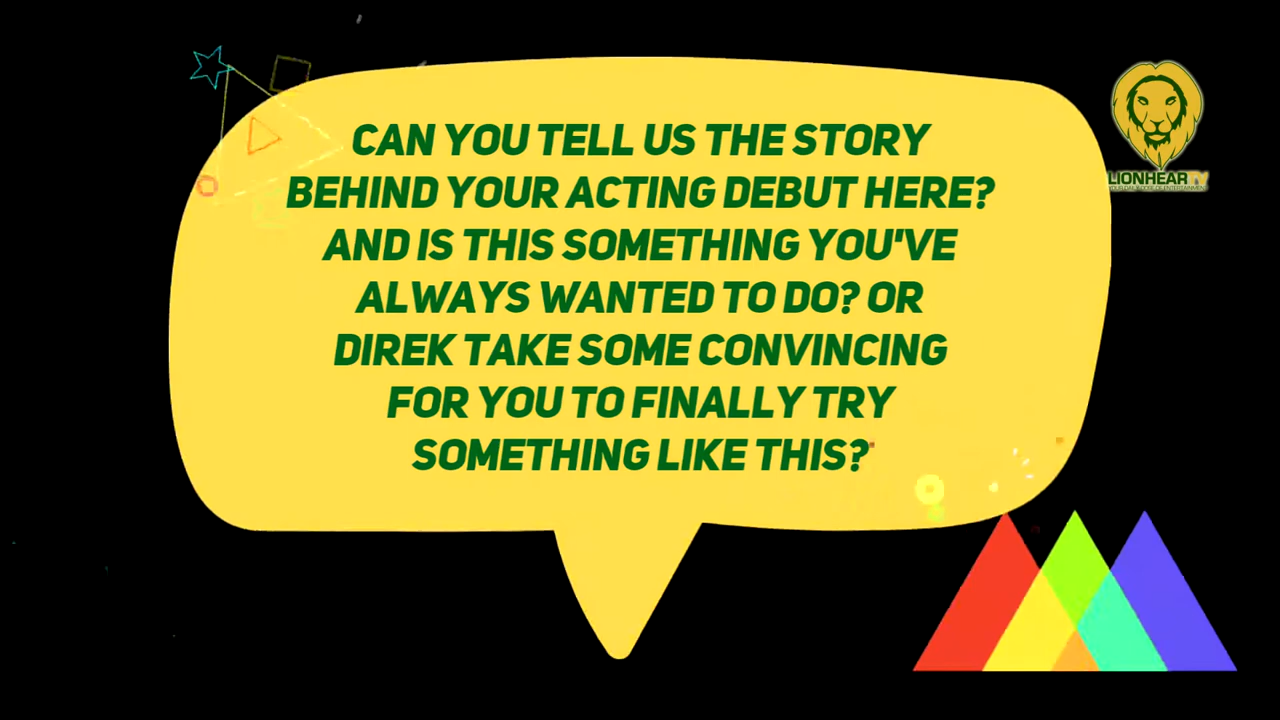 CAN YOU TELL US THE STORY
BEHIND YOUR ACTING DEBUT HERE?
AND IS THIS SOMETHING YOU'VE
ALWAYS WANTED TO DO? OR
DIREK TAKE SOME CONVINCING
FOR YOU TO FINALLY TRY
SOMETHING LIKE THIS?
LIONHEARTV